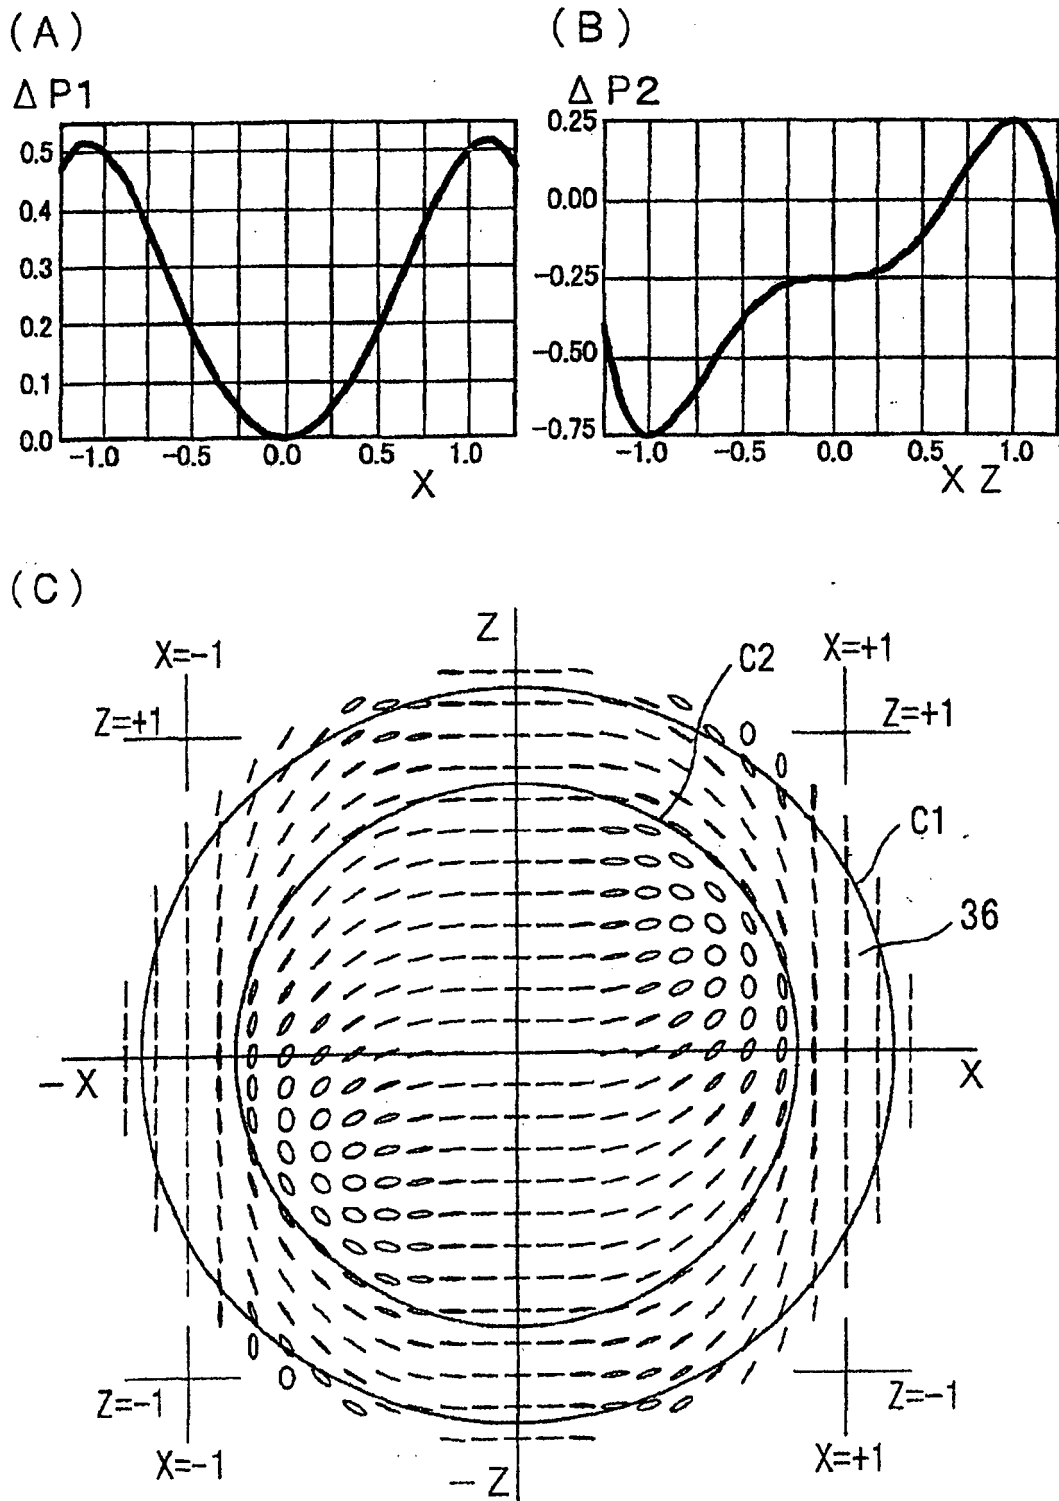 (A)
ΔP1
0.5
0.4
0.3
0.2
0.1
0.0
-1.0 -0.5 0.0 0.5 1.0
X
(B)
ΔP2
0.25
0.00
-0.25
-0.50
-0.75
-1.0 -0.5 0.0 0.5 1.0
X Z
(C)
Z
X=-1
Z=+1
C2
X=+1
Z=+1
C1
36
-X
X
Z=-1
X=-1
-Z
Z=-1
X=+1